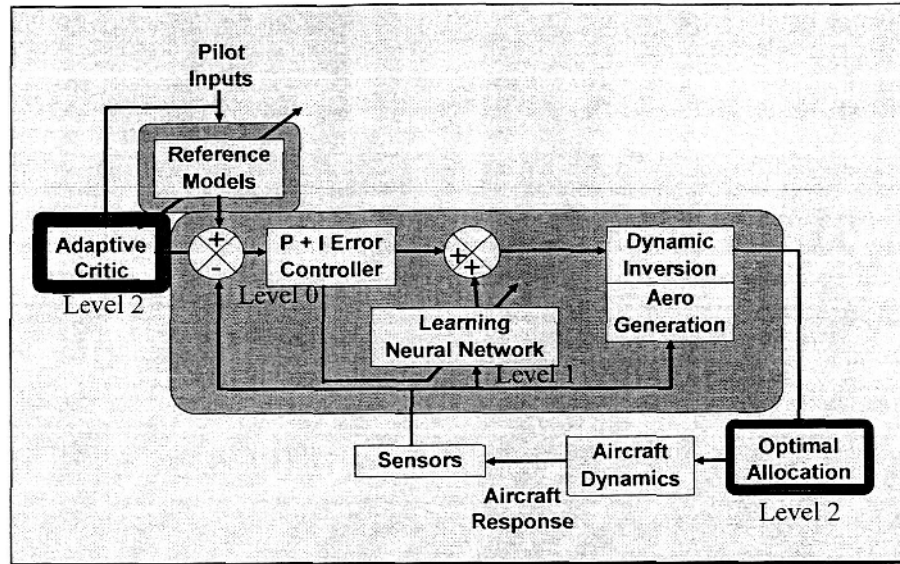 Pilot
Inputs
Reference
Models
Adaptive
Critic
Level 2
+
-
P + I Error
Controller
Level 0
+
+
Dynamic
Inversion
Aero
Generation
Learning
Neural Network
Level 1
Sensors
Aircraft
Dynamics
Optimal
Allocation
Level 2
Aircraft
Response